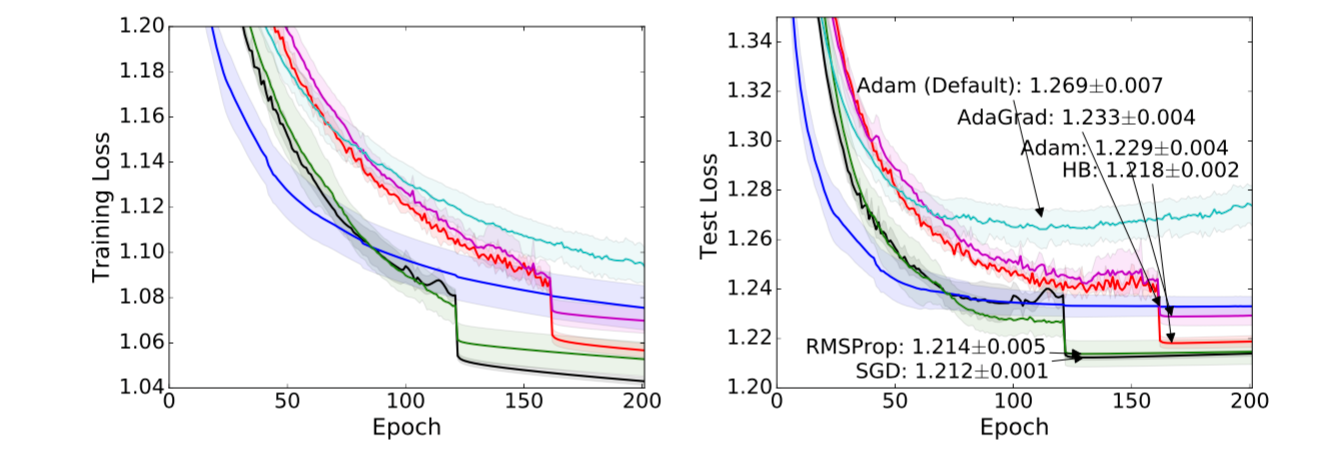 1.20
1.18
1.16
1.14
1.12
1.10
1.08
1.06
1.04
Training Loss
0 50 100 150 200
Epoch
1.34
1.32
1.30
1.28
1.26
1.24
1.22
1.20
Test Loss
Adam (Default): 1.269±0.007
AdaGrad: 1.233±0.004
Adam: 1.229±0.004
HB: 1.218±0.002
RMSProp: 1.214±0.005
SGD: 1.212±0.001
0 50 100 150 200
Epoch